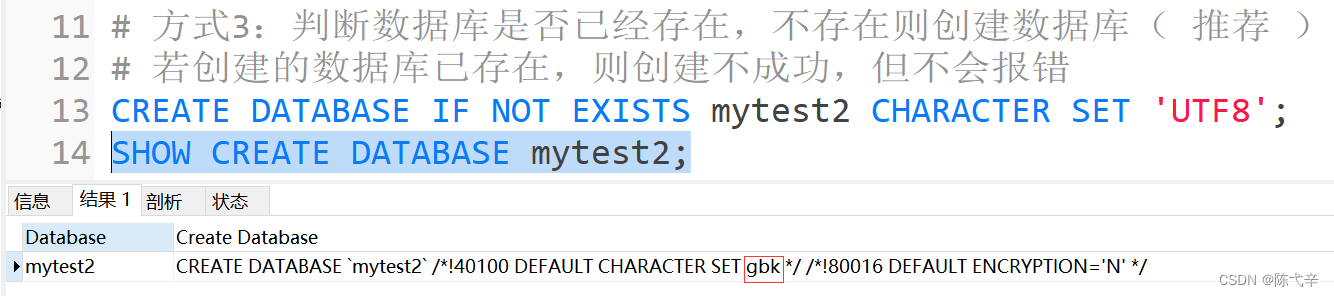 11 # 方式3：判断数据库是否已经存在，不存在则创建数据库（ 推荐 ）
12 # 若创建的数据库已存在，则创建不成功，但不会报错
13 CREATE DATABASE IF NOT EXISTS mytest2 CHARACTER SET 'UTF8';
14 SHOW CREATE DATABASE mytest2;
信息 结果 1 剖析 状态
Database Create Database
mytest2 CREATE DATABASE `mytest2` /*!40100 DEFAULT CHARACTER SET gbk */ /*!80016 DEFAULT ENCRYPTION='N' */
CSDN @陈弋辛